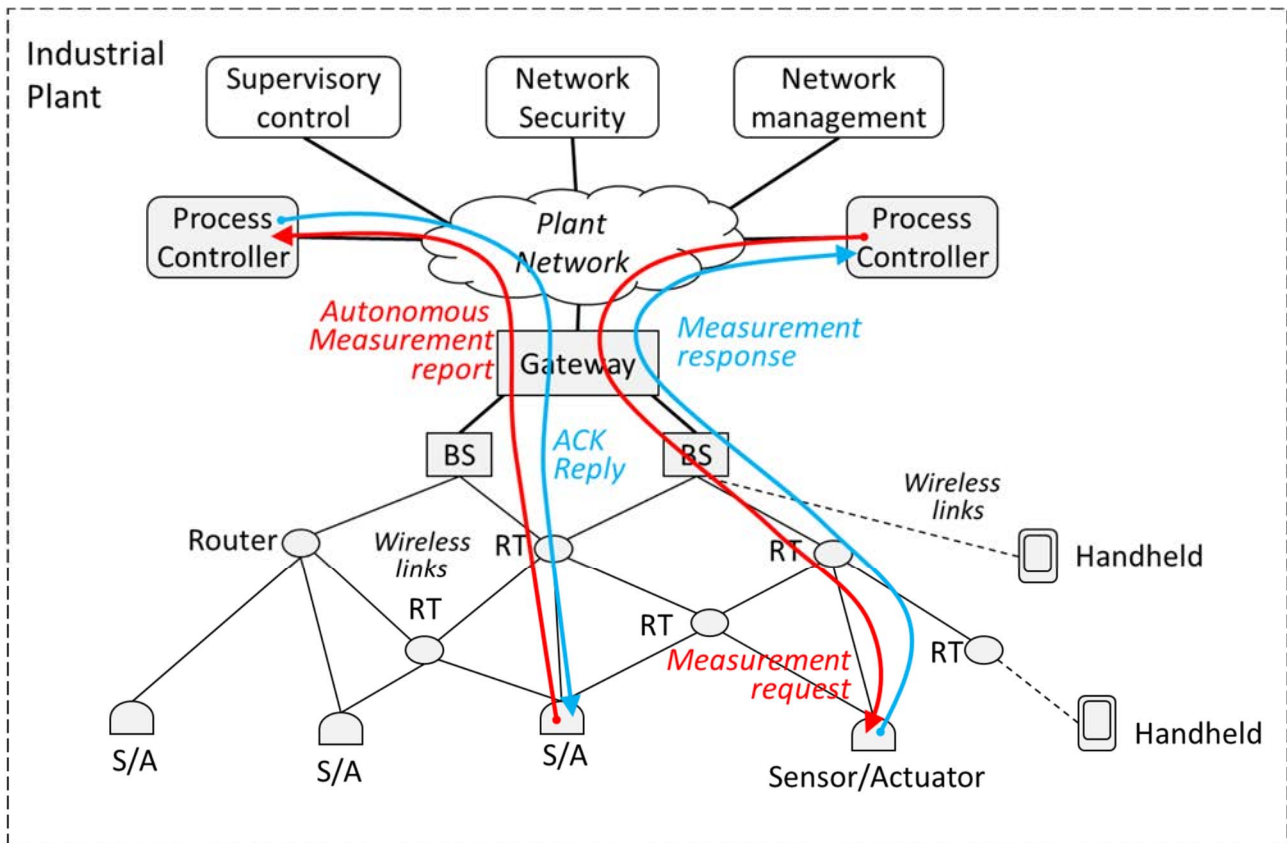 Industrial
Plant
Supervisory
control
Network
Security
Network
management
Process
Controller
Plant
Network
Process
Controller
Autonomous
Measurement
report
Gateway
Measurement
response
BS
ACK
Reply
BS
Wireless
links
Router
Wireless
links
RT
RT
Handheld
RT
RT
RT
Measurement
request
S/A
S/A
S/A
Sensor/Actuator
Handheld